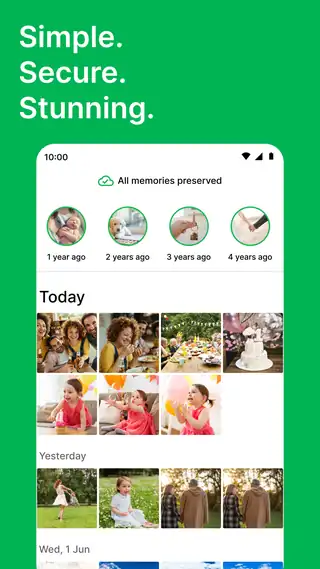 Simple.
Secure.
Stunning.
10:00
All memories preserved
1 year ago
2 years ago
3 years ago
4 years ago
Today
Yesterday
Wed, 1 Jun